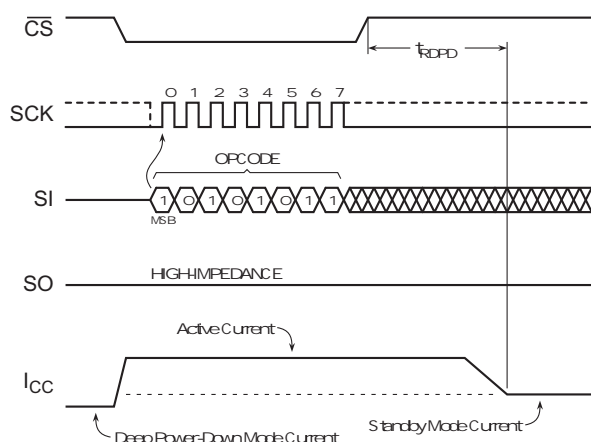 CS
tRDPD
0 1 2 3 4 5 6 7
SCK
OPCODE
SI
1 0 1 0 1 0 1 1
MSB
HIGH-IMPEDANCE
SO
Active Current
ICC
Standby Mode Current
Deep Power-Down Mode Current